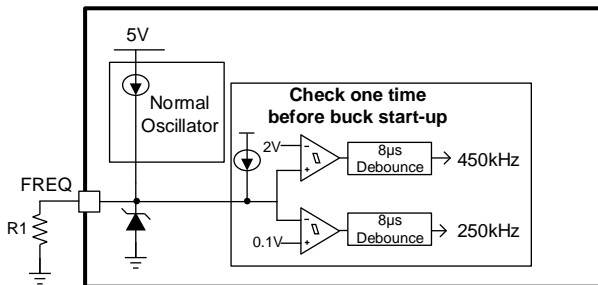 5V
Normal
Oscillator
Check one time
before buck start-up
2V
−
+
8µs
Debounce
450kHz
FREQ
R1
−
+
0.1V
8µs
Debounce
250kHz